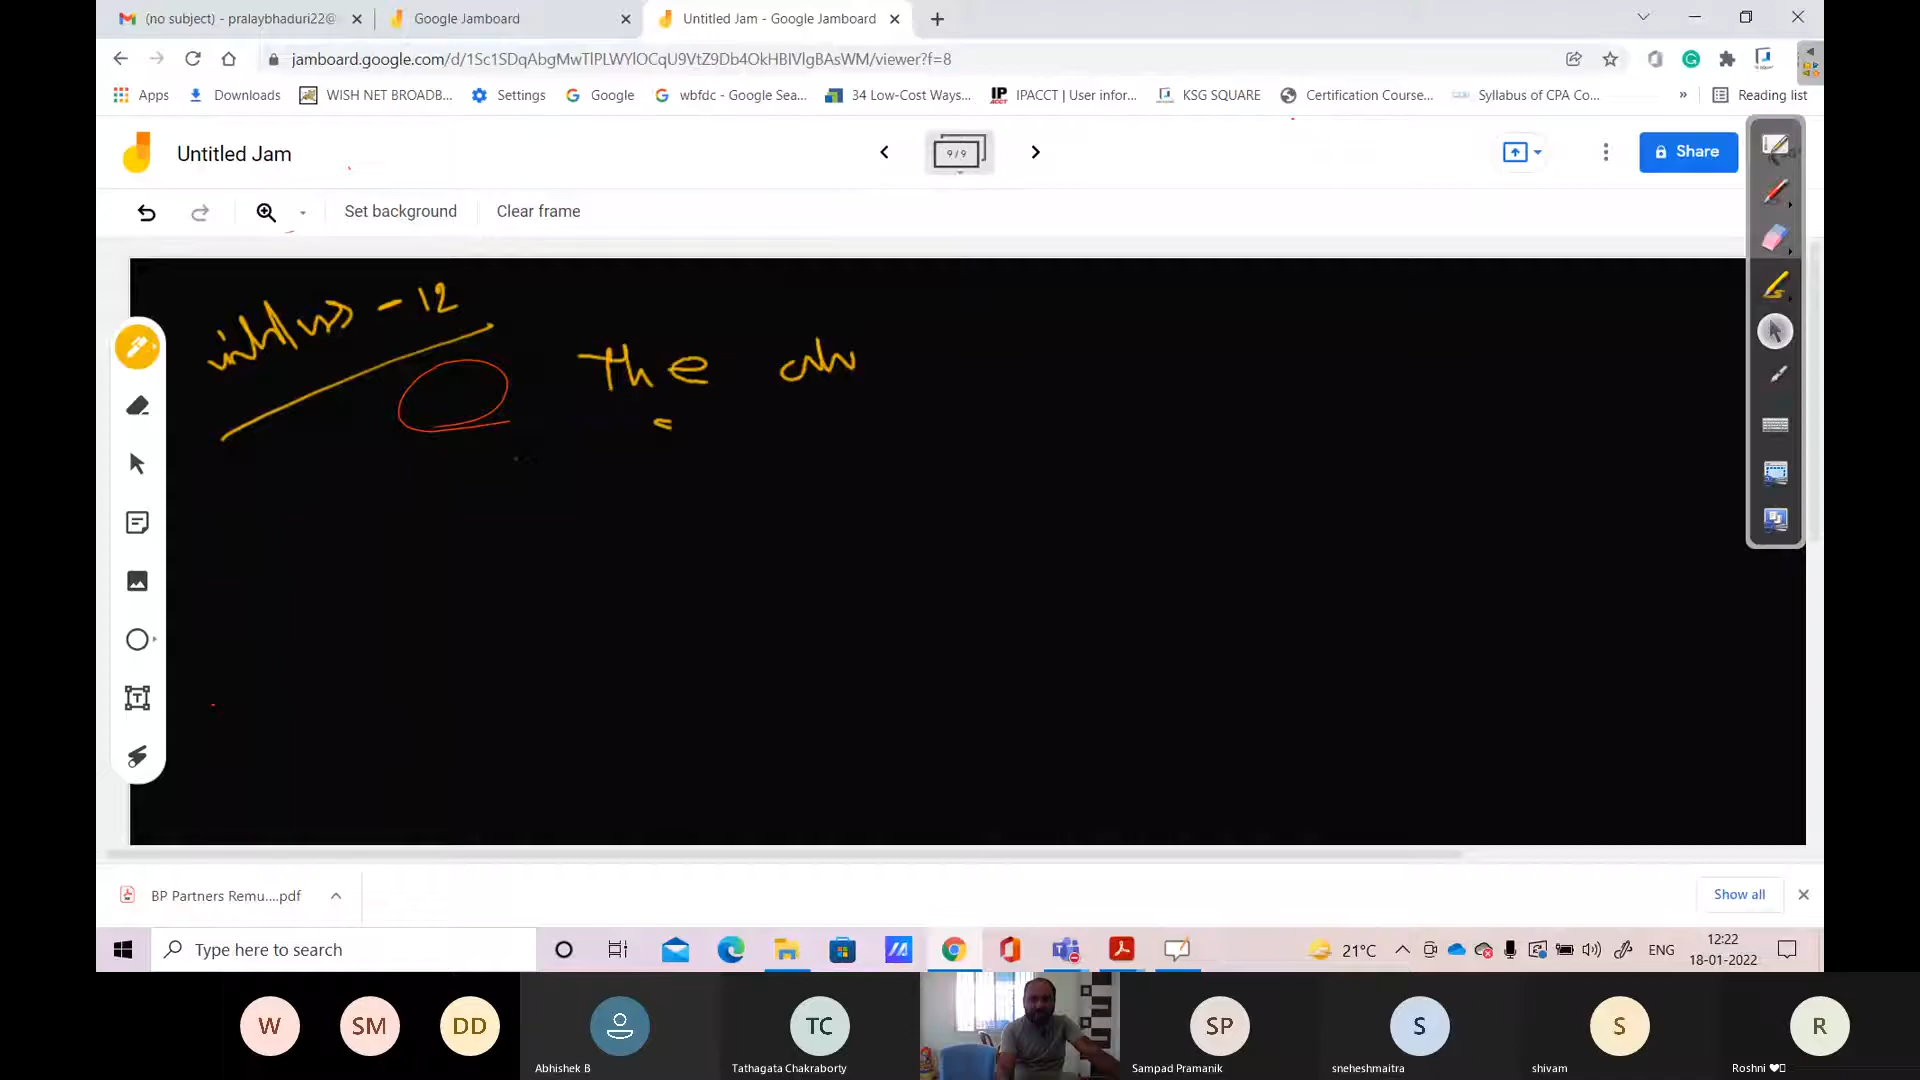 (no subject) - pralaybhaduri22@
Google Jamboard
Untitled Jam - Google Jamboard
jamboard.google.com/d/1Sc1SDqAbgMwTlPLWYlOCqU9VtZ9Db4OkHBIVlgBAsWM/viewer?f=8
Apps
Downloads
WISH NET BROADB...
Settings
Google
wbfdc - Google Sea...
34 Low-Cost Ways...
IPACCT | User infor...
KSG SQUARE
Certification Course...
Syllabus of CPA Co...
»
Reading list
Untitled Jam
9/9
Share
Set background
Clear frame
- 12
The
BP Partners Remu....pdf
Show all
Type here to search
21°C
ENG
12:22
18-01-2022
W
SM
DD
TC
SP
S
S
R
Abhishek B
Tathagata Chakraborty
Sampad Pramanik
sneheshmaitra
shivam
Roshni